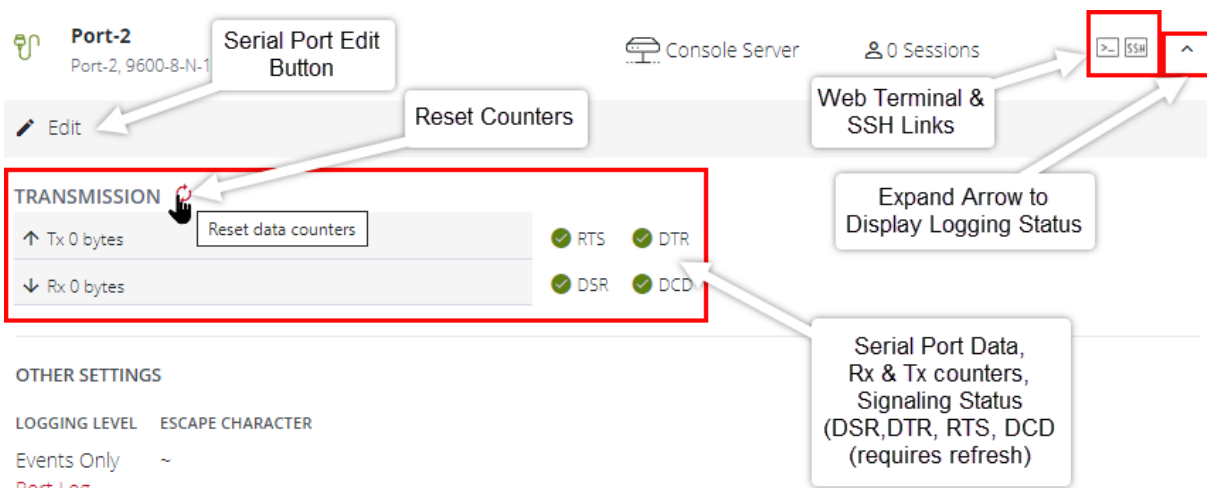 Port-2
Port-2, 9600-8-N-1
Serial Port Edit
Button
Console Server
0 Sessions
>_ SSH
Web Terminal &
SSH Links
Edit
Reset Counters
Expand Arrow to
Display Logging Status
TRANSMISSION
Reset data counters
Tx 0 bytes
RTS
DTR
Rx 0 bytes
DSR
DCD
Serial Port Data,
Rx & Tx counters,
Signaling Status
(DSR,DTR, RTS, DCD
(requires refresh)
OTHER SETTINGS
LOGGING LEVEL
ESCAPE CHARACTER
Events Only
~
Port Log